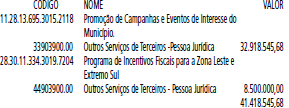 CODIGO NOME VALOR
11.28.13.695.3015.2118 Promoção de Campanhas e Eventos de Interesse do
Município.
33903900.00 Outros Serviços de Terceiros -Pessoa Jurídica 32.918.545,68
28.30.11.334.3019.7204 Programa de Incentivos Fiscais para a Zona Leste e
Extremo Sul
44903900.00 Outros Serviços de Terceiros - Pessoa Jurídica 8.500.000,00
41.418.545,68